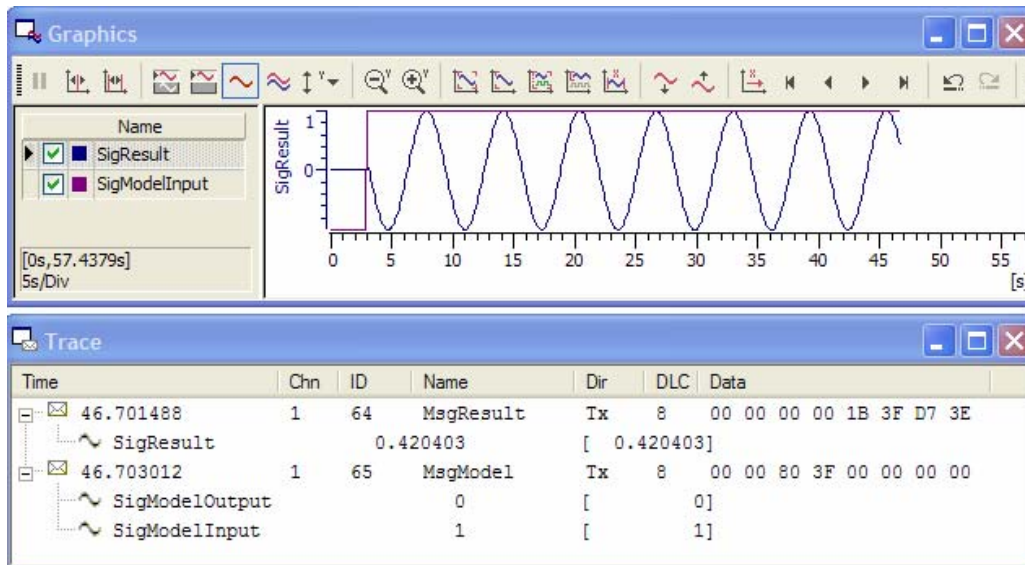 Graphics
Name
SigResult
SigModelInput
[0s,57.4379s]
5s/Div
SigResult
1
0
0 5 10 15 20 25 30 35 40 45 50 55
[s]
Trace
Time Chn ID Name Dir DLC Data
46.701488 1 64 MsgResult Tx 8 00 00 00 00 1B 3F D7 3E
SigResult 0.420403 [ 0.420403]
46.703012 1 65 MsgModel Tx 8 00 00 80 3F 00 00 00 00
SigModelOutput 0 [ 0]
SigModelInput 1 [ 1]